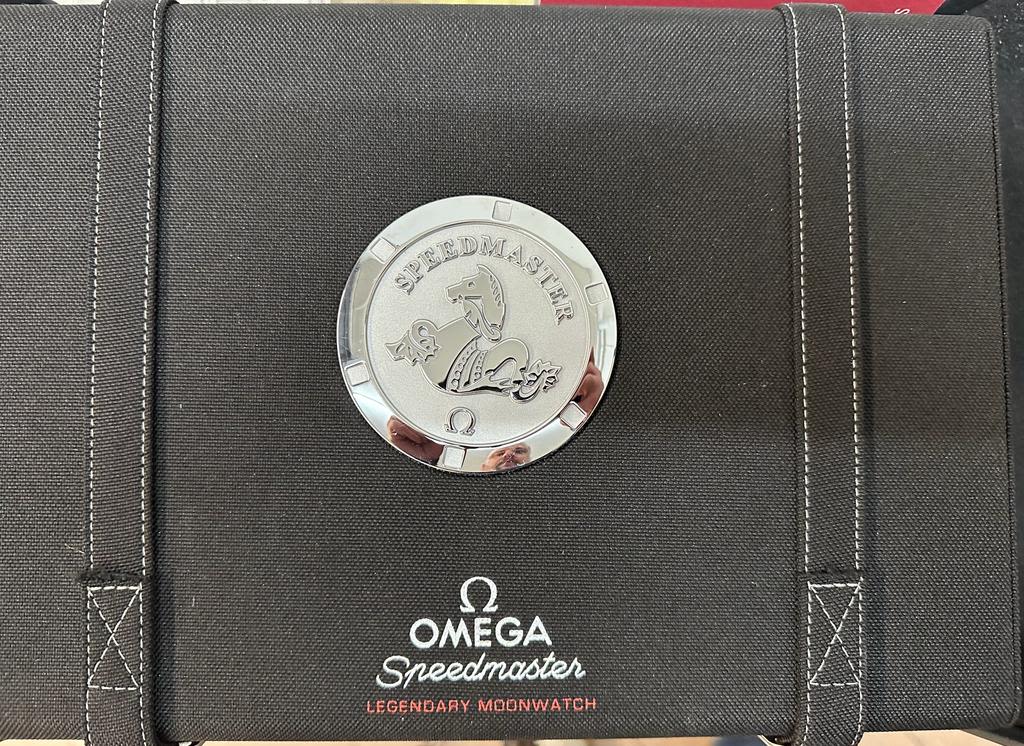 SPEEDMASTER
Ω
Ω
OMEGA
Speedmaster
LEGENDARY MOONWATCH